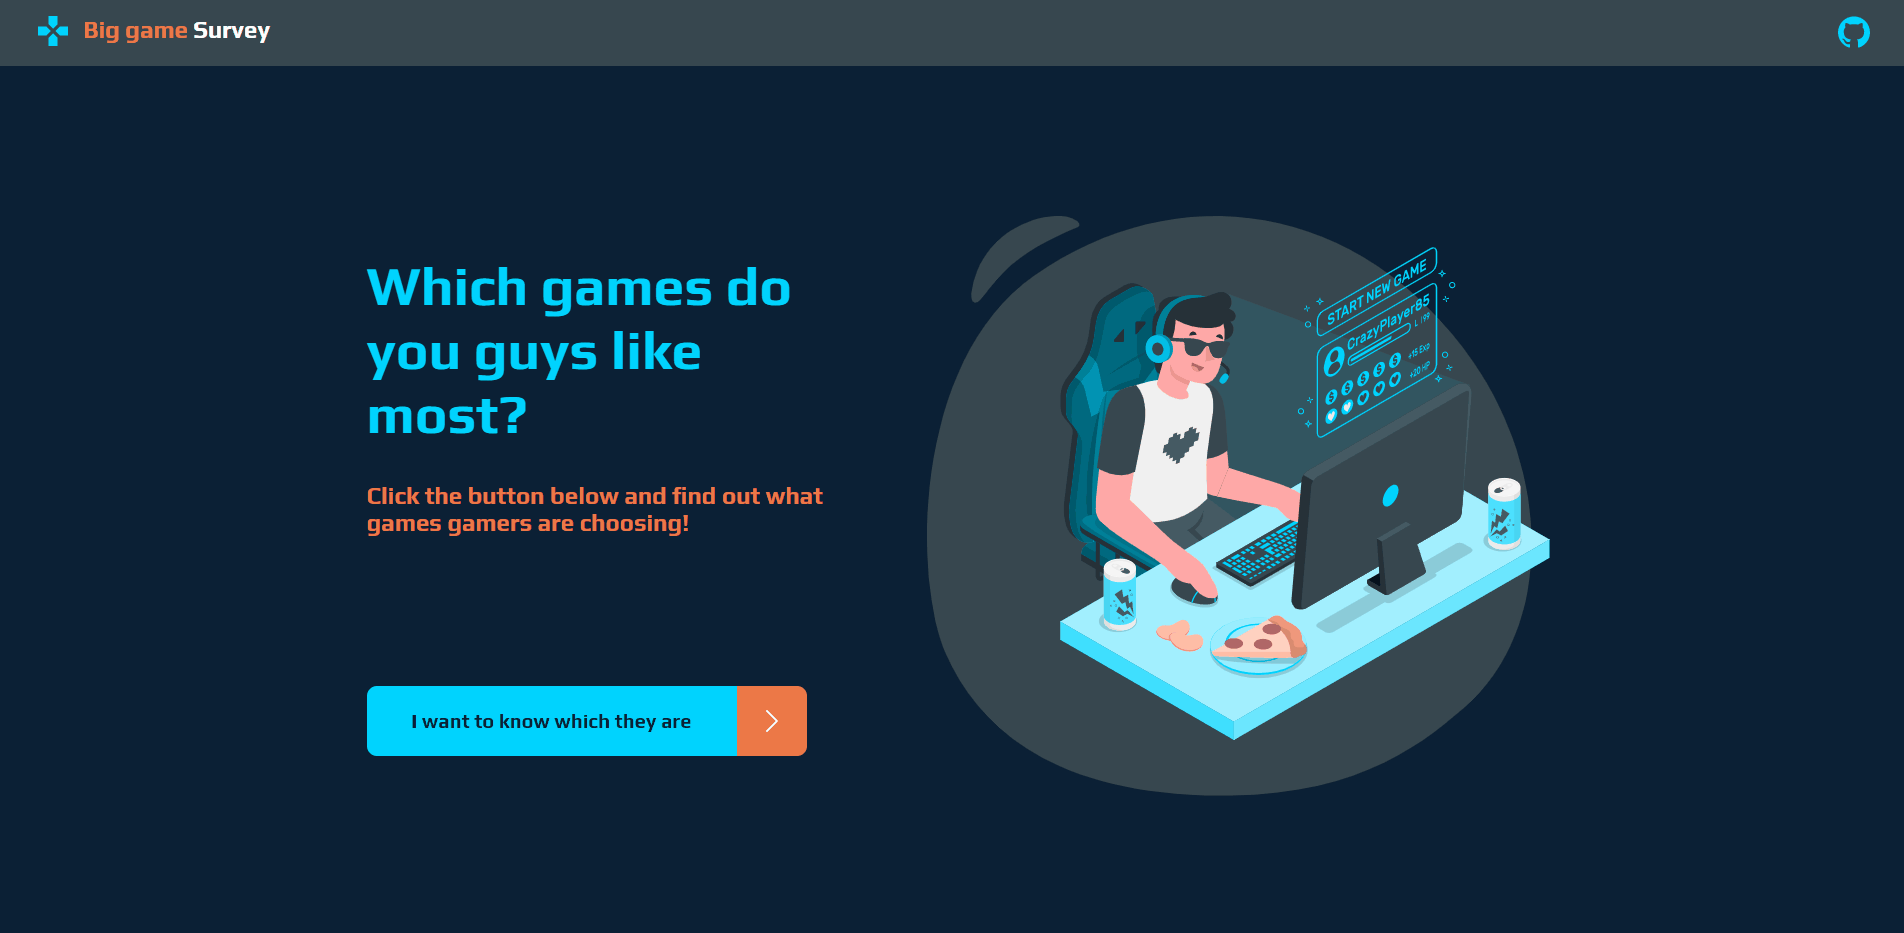 Big game Survey
Which games do
you guys like
most?
Click the button below and find out what
games gamers are choosing!
I want to know which they are
START NEW GAME
CrazyPlayer85
+15 Exp
+20 HP